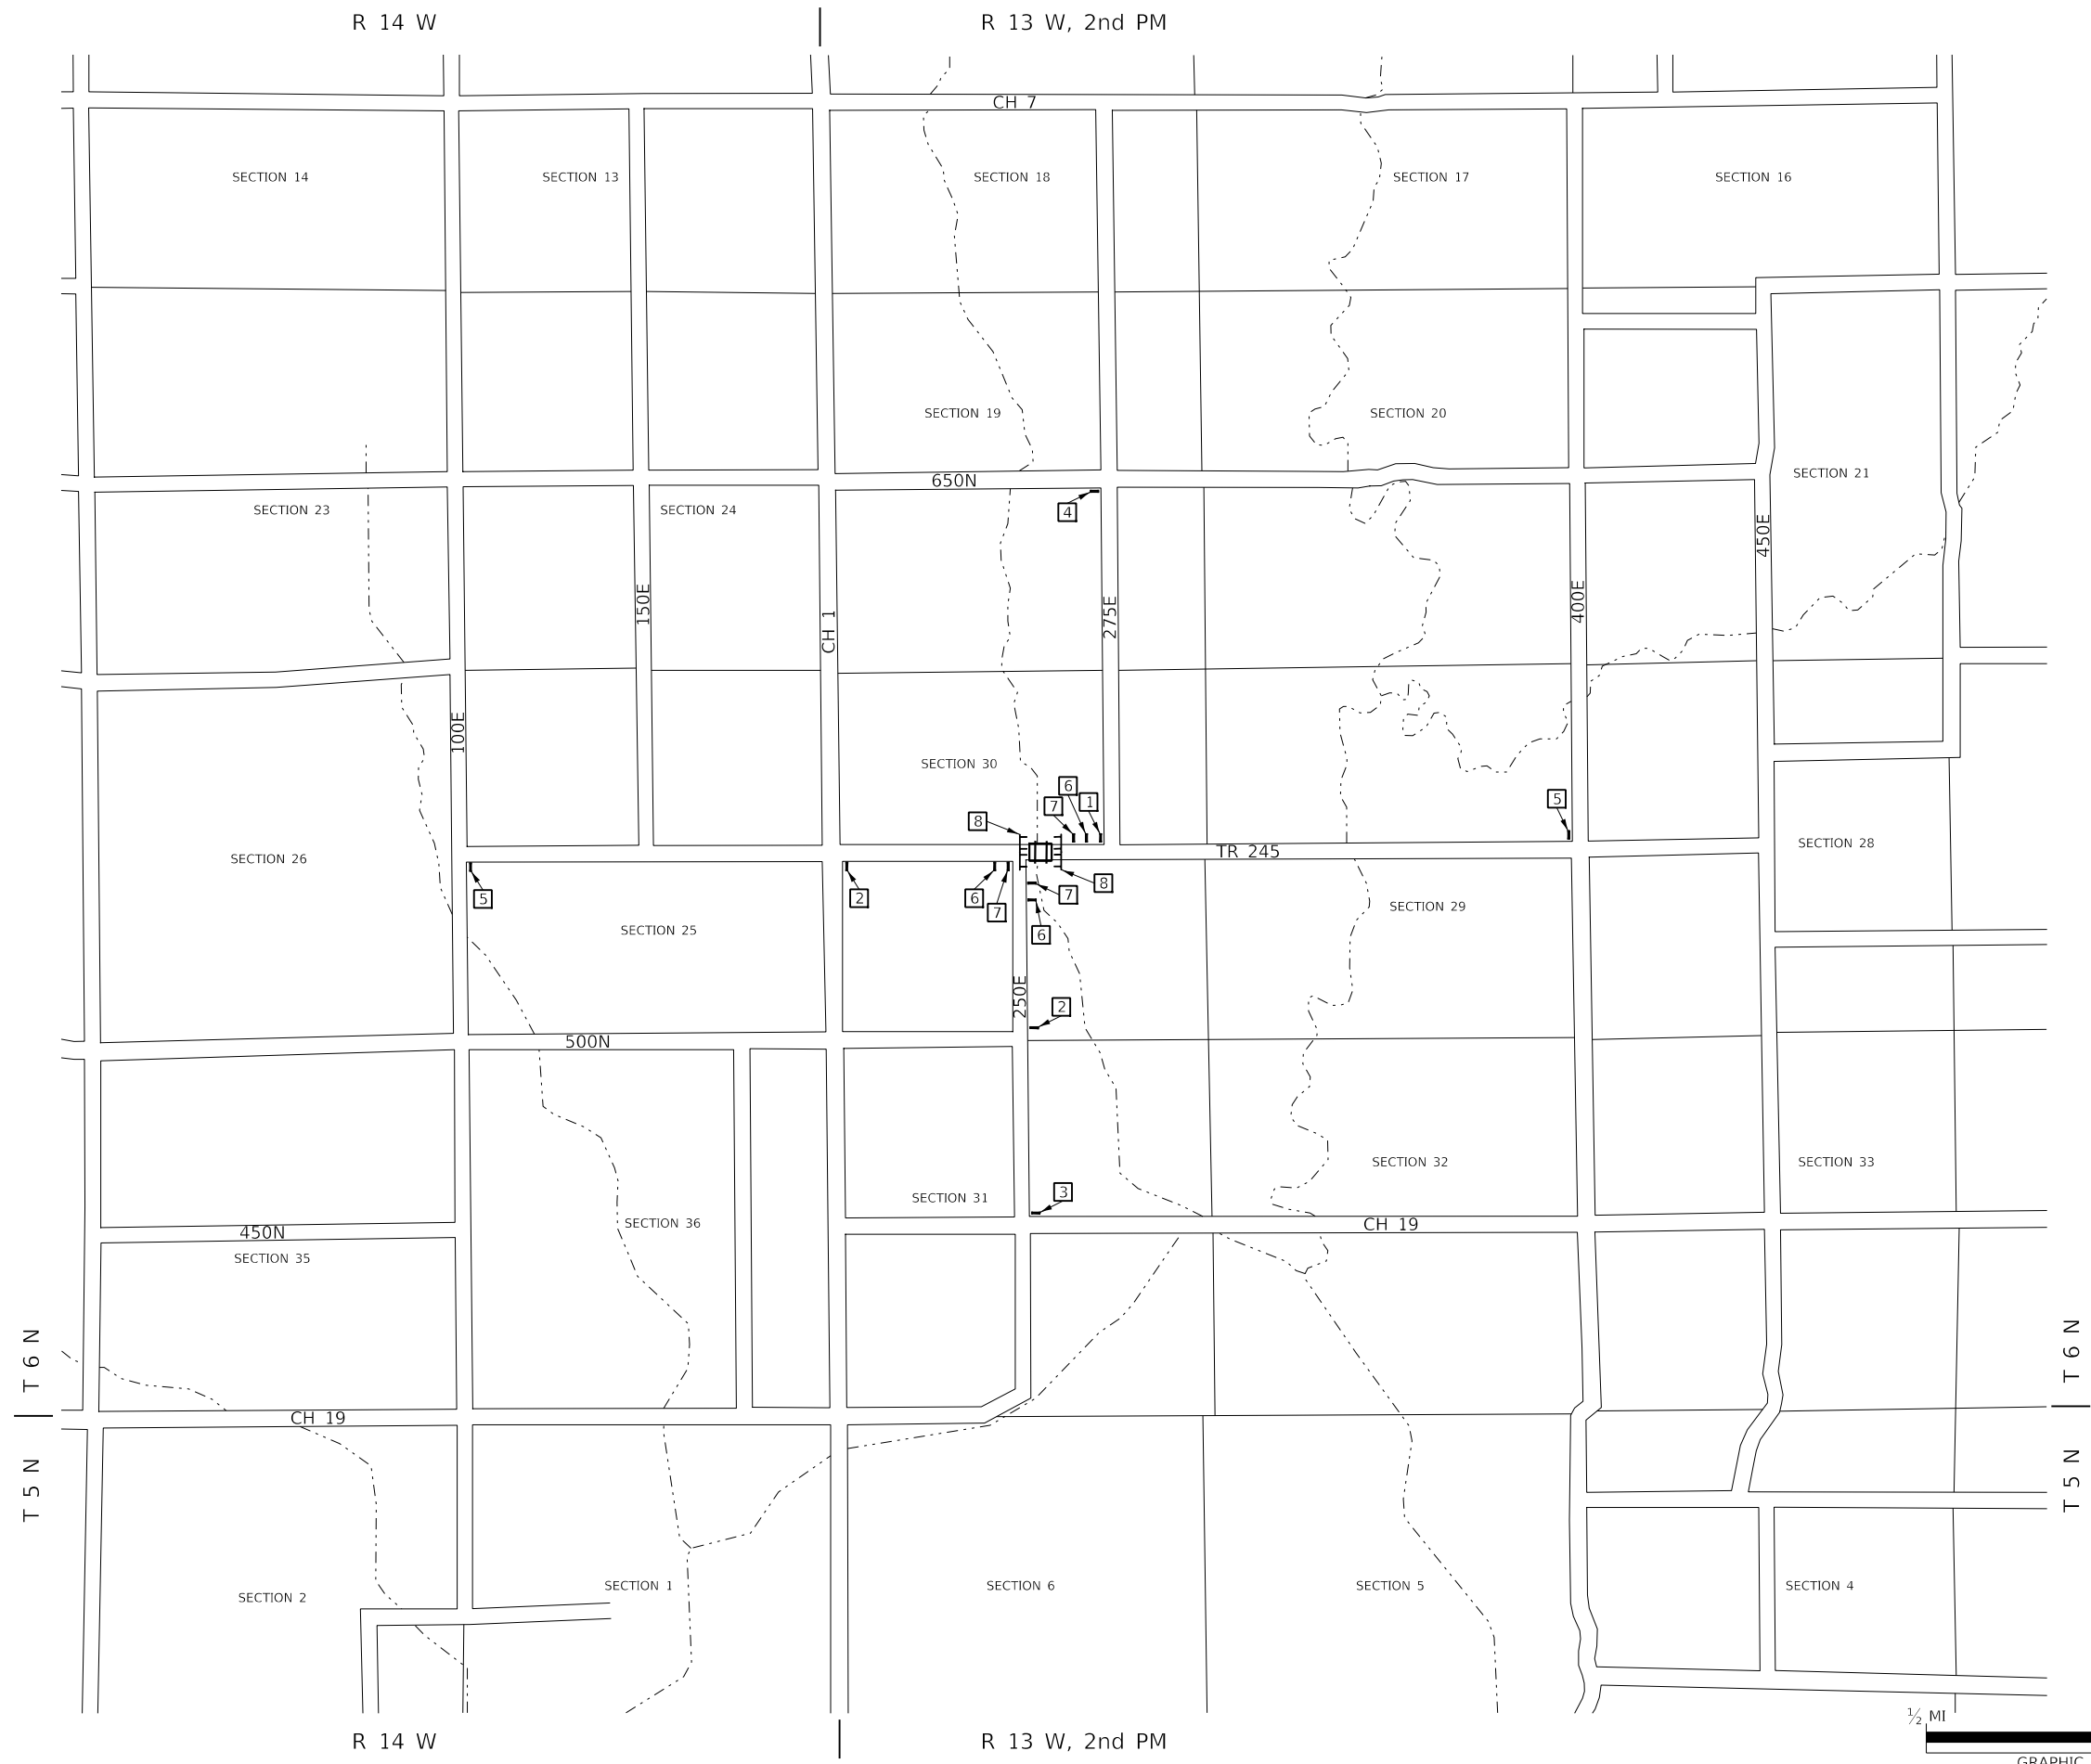 R 14 W
R 13 W, 2nd PM
CH 7
SECTION 14
SECTION 13
SECTION 18
SECTION 17
SECTION 16
SECTION 19
SECTION 20
SECTION 21
650N
SECTION 23
SECTION 24
4
450E
150E
CH 1
275E
400E
100E
SECTION 30
6
7
1
5
8
SECTION 26
TR 245
SECTION 28
5
2
6
7
7
8
6
SECTION 29
SECTION 25
250E
2
500N
SECTION 32
SECTION 33
SECTION 31
3
450N
SECTION 36
CH 19
SECTION 35
T 6 N
T 6 N
CH 19
T 5 N
T 5 N
SECTION 2
SECTION 1
SECTION 6
SECTION 5
SECTION 4
R 14 W
R 13 W, 2nd PM
½ MI
GRAPHIC